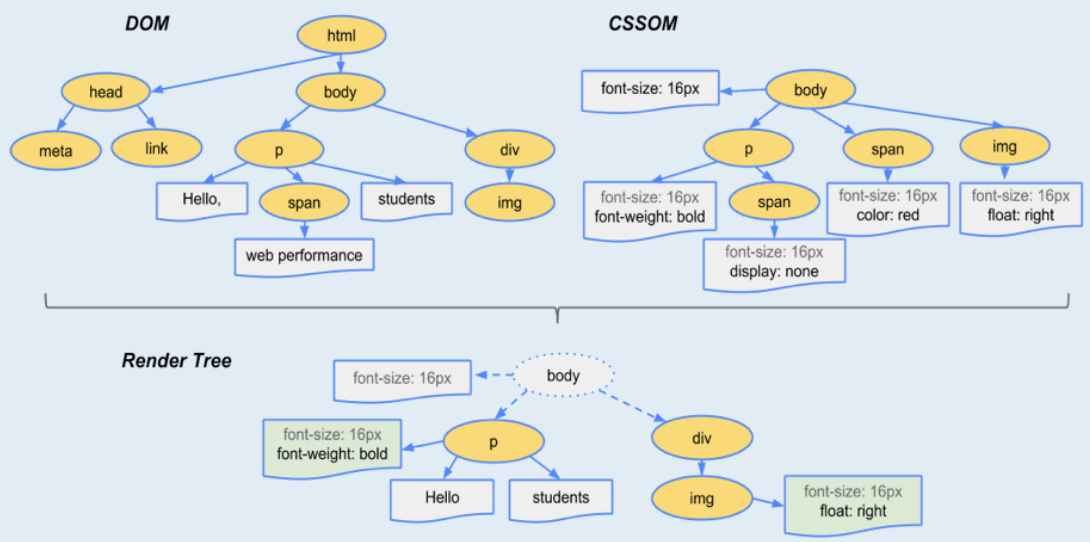 DOM
CSSOM
html
head
body
font-size: 16px
body
meta
link
p
div
p
span
img
Hello,
span
students
img
font-size: 16px
font-weight: bold
span
font-size: 16px
color: red
font-size: 16px
float: right
web performance
font-size: 16px
display: none
Render Tree
font-size: 16px
body
font-size: 16px
font-weight: bold
p
div
Hello
students
img
font-size: 16px
float: right